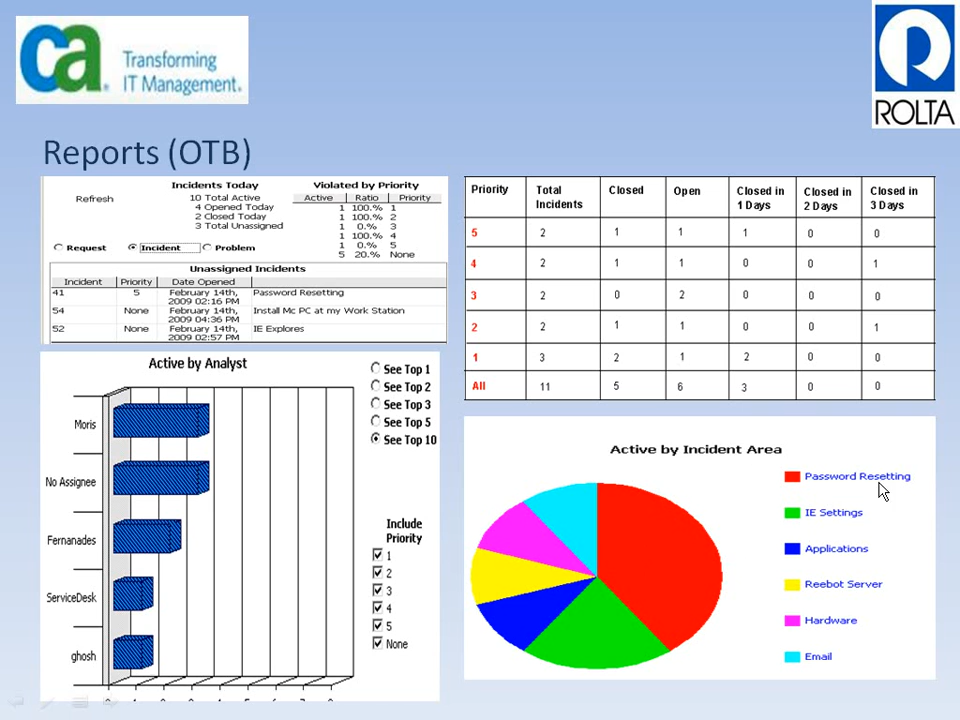 ca
Transforming
IT Management.
ROLTA
Reports (OTB)
Refresh
Incidents Today
10 Total Active
4 Opened Today
2 Closed Today
3 Total Unassigned
Violated by Priority
Active Ratio Priority
1 100.% 1
1 100.% 2
1 0.% 3
1 100.% 4
1 0.% 5
5 20.% None
Request Incident Problem
Unassigned Incidents
Incident Priority Date Opened
41 5 February 14th, 2009 02:16 PM Password Resetting
54 None February 14th, 2009 04:36 PM Install Mc PC at my Work Station
52 None February 14th, 2009 02:57 PM IE Explores
Priority Total Incidents Closed Open Closed in 1 Days Closed in 2 Days Closed in 3 Days
5 2 1 1 1 0 0
4 2 1 1 0 0 1
3 2 0 2 0 0 0
2 2 1 1 0 0 1
1 3 2 1 2 0 0
All 11 5 6 3 0 0
Active by Analyst
See Top 1
See Top 2
See Top 3
See Top 5
See Top 10
Moris
No Assignee
Fernanades
ServiceDesk
ghosh
Include
Priority
1
2
3
4
5
None
Active by Incident Area
Password Resetting
IE Settings
Applications
Reebot Server
Hardware
Email